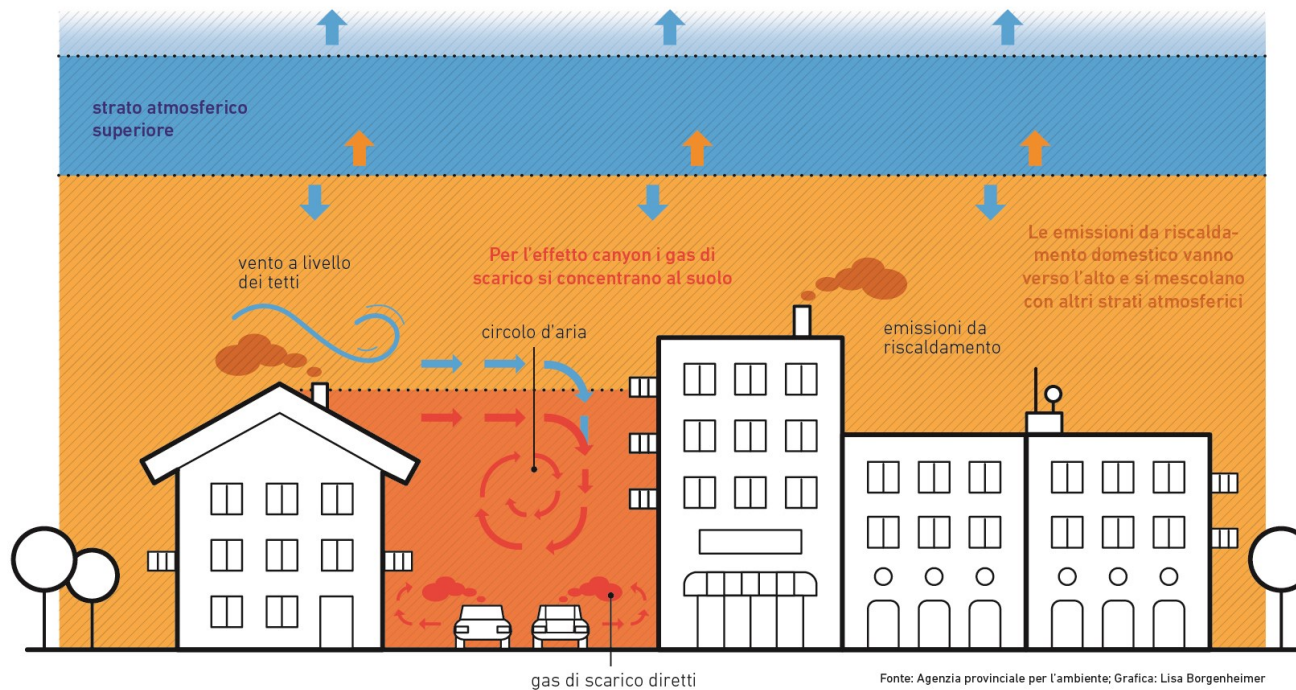 strato atmosferico
superiore
vento a livello
dei tetti
Per l'effetto canyon i gas di
scarico si concentrano al suolo
Le emissioni da riscalda-
mento domestico vanno
verso l'alto e si mescolano
con altri strati atmosferici
circolo d'aria
emissioni da
riscaldamento
gas di scarico diretti
Fonte: Agenzia provinciale per l'ambiente; Grafica: Lisa Borgenheimer